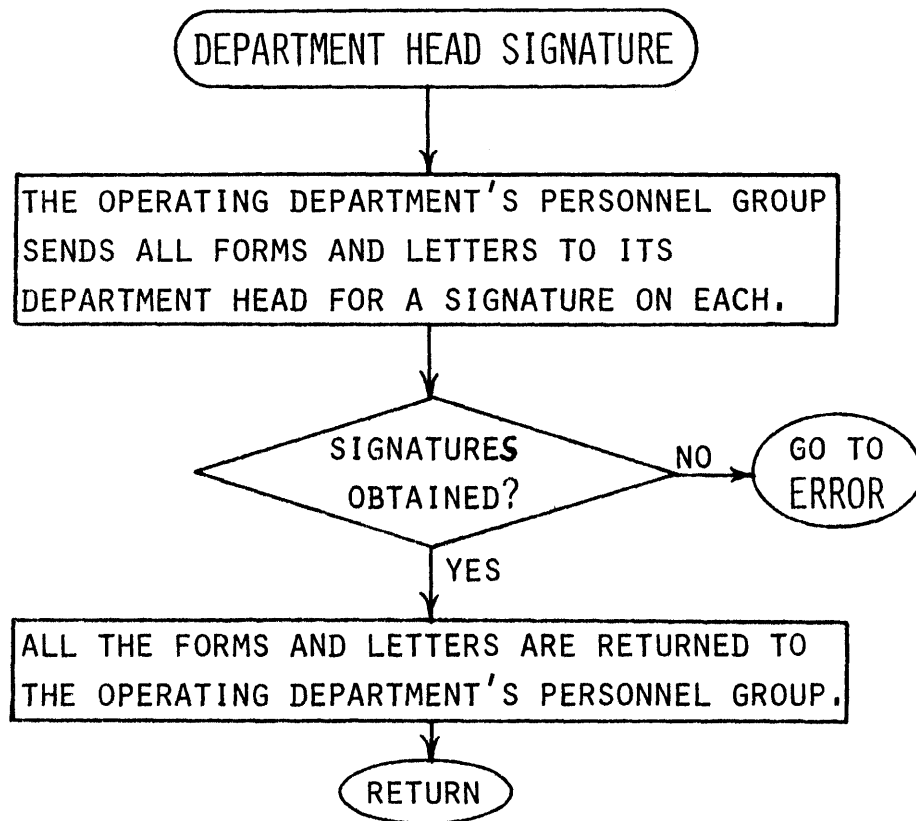 DEPARTMENT HEAD SIGNATURE
THE OPERATING DEPARTMENT'S PERSONNEL GROUP
SENDS ALL FORMS AND LETTERS TO ITS
DEPARTMENT HEAD FOR A SIGNATURE ON EACH.
SIGNATURES
OBTAINED?
NO
GO TO
ERROR
YES
ALL THE FORMS AND LETTERS ARE RETURNED TO
THE OPERATING DEPARTMENT'S PERSONNEL GROUP.
RETURN